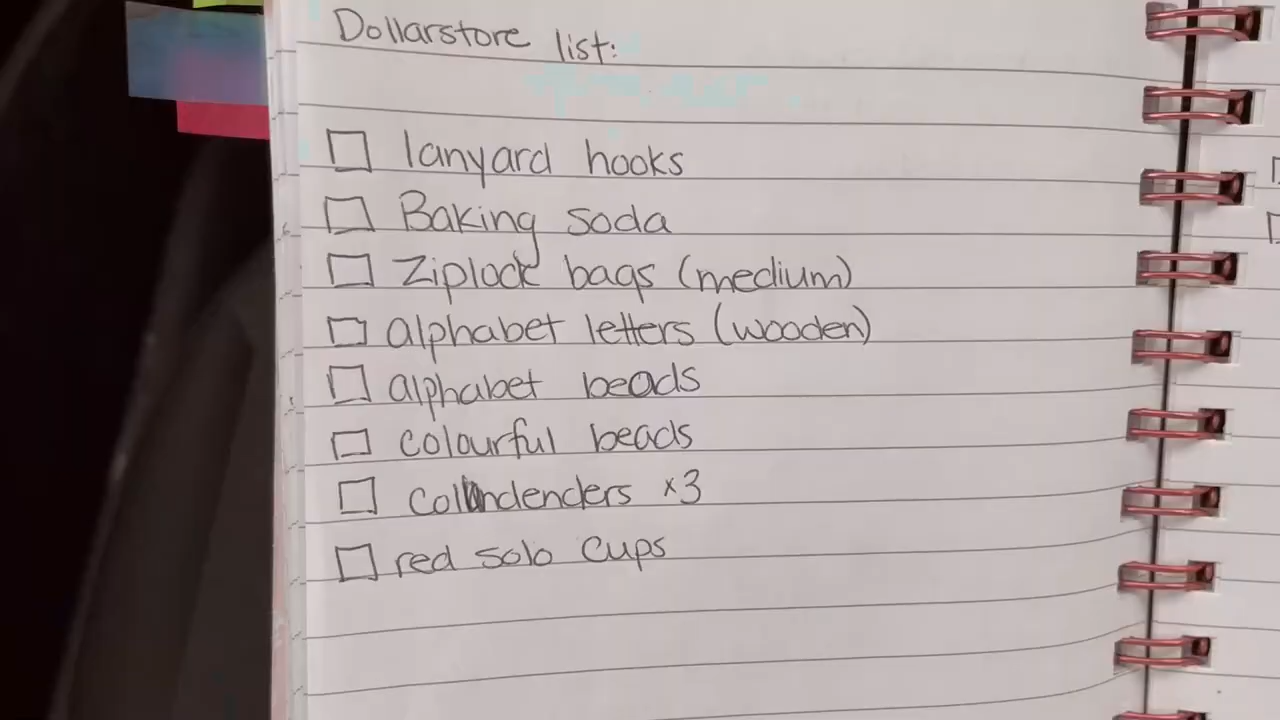 Dollarstore list:
lanyard hooks
Baking soda
Ziplock bags (medium)
alphabet letters (wooden)
alphabet beads
colourful beads
x3
red solo cups